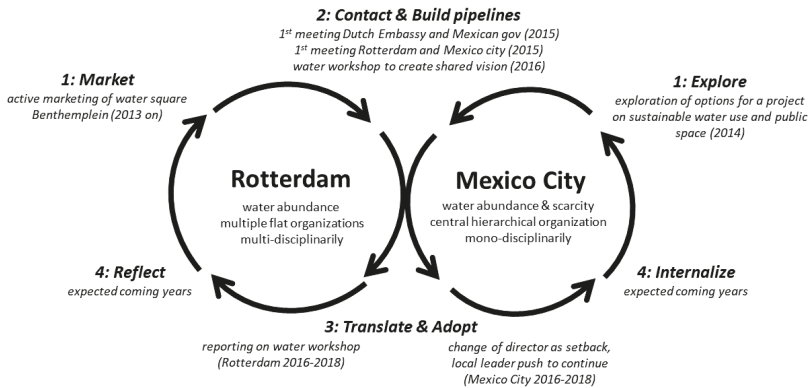 2: Contact & Build pipelines
1st meeting Dutch Embassy and Mexican gov (2015)
1st meeting Rotterdam and Mexico city (2015)
water workshop to create shared vision (2016)
1: Market
active marketing of water square
Benthemplein (2013 on)
1: Explore
exploration of options for a project
on sustainable water use and public
space (2014)
Rotterdam
water abundance
multiple flat organizations
multi-disciplinarily
Mexico City
water abundance & scarcity
central hierarchical organization
mono-disciplinarily
4: Reflect
expected coming years
4: Internalize
expected coming years
3: Translate & Adopt
reporting on water workshop
(Rotterdam 2016-2018)
change of director as setback,
local leader push to continue
(Mexico City 2016-2018)